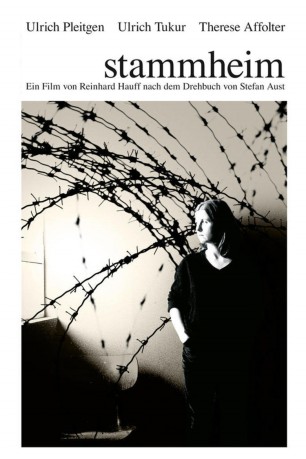 Ulrich Pleitgen Ulrich Tukur Therese Affolter
stammheim
Ein Film von Reinhard Hauff nach dem Drehbuch von Stefan Aust